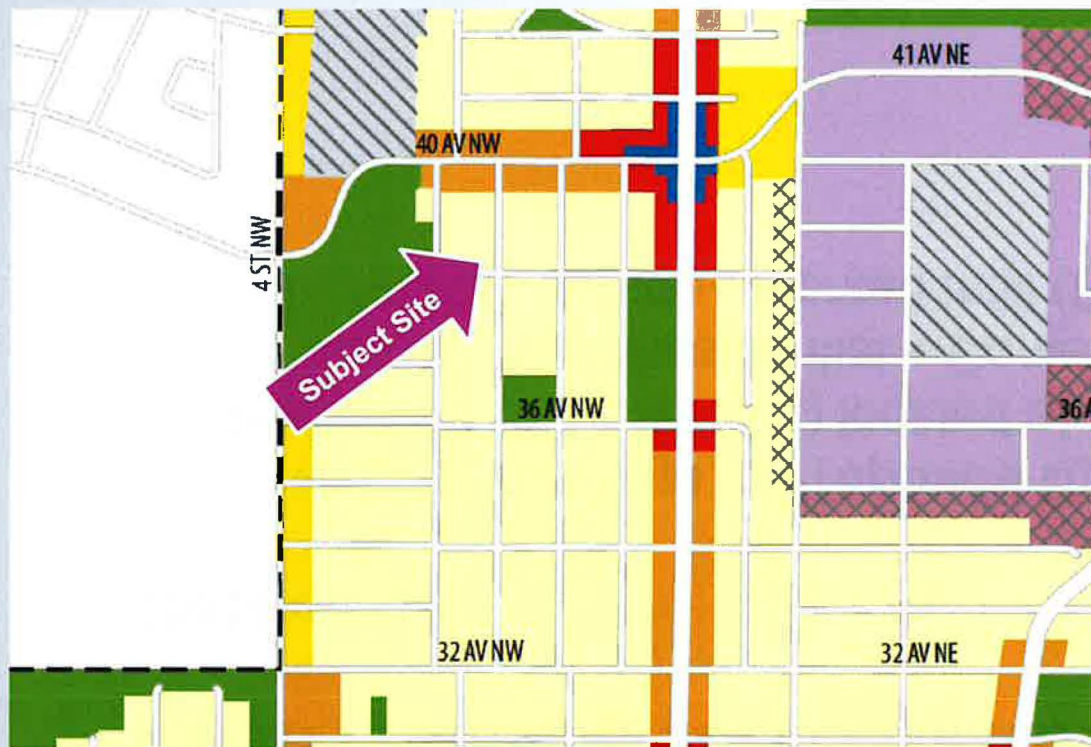 41 AV NE
40 AV NW
4 ST NW
Subject Site
36 AV NW
36 A
32 AV NW
32 AV NE